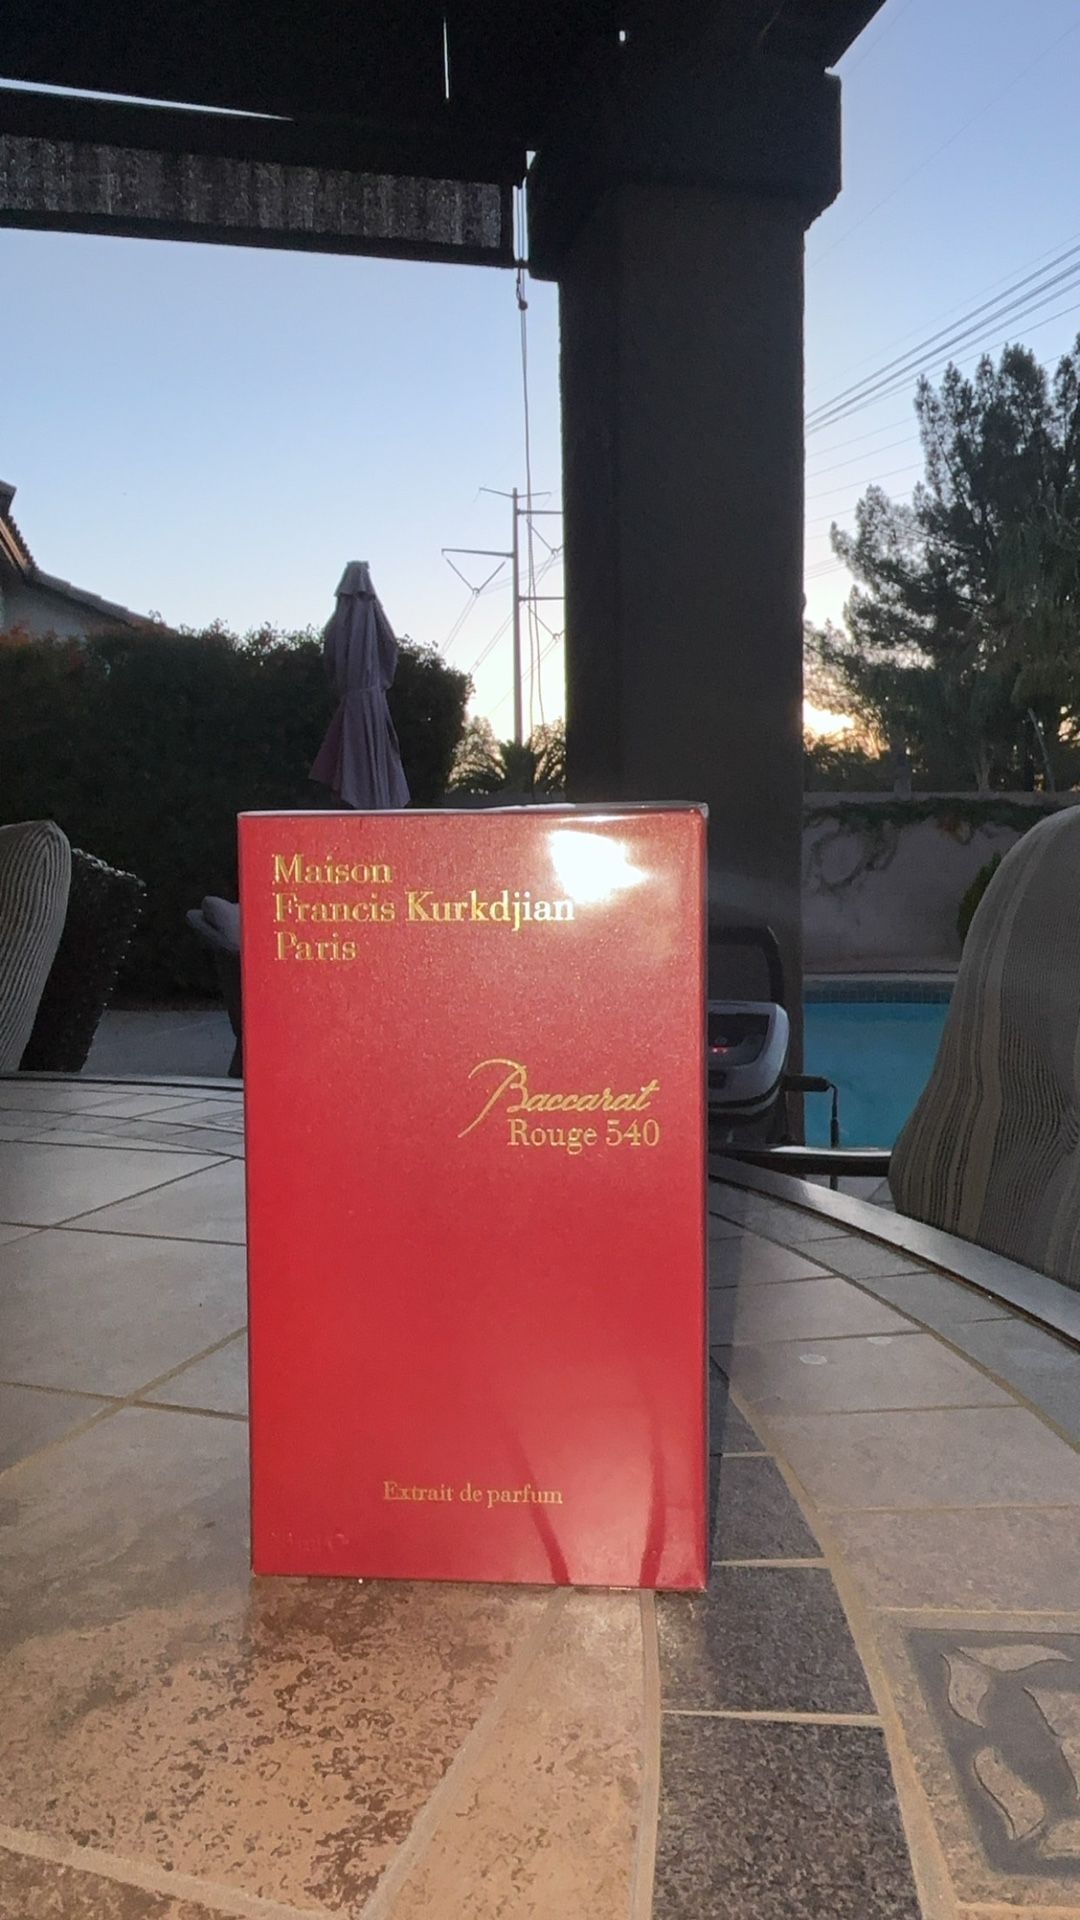 Maison
Francis Kurkdjian
Paris
Baccarat
Rouge 540
Extrait de parfum